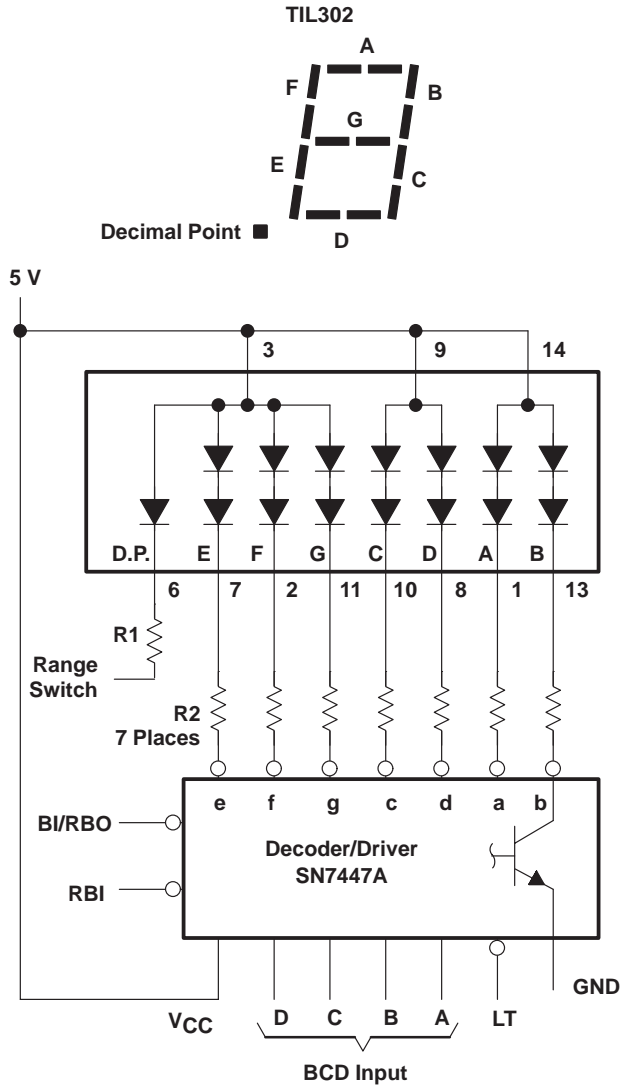 TIL302
A
F
B
G
E
C
Decimal Point
D
5 V
3 9 14
D.P. E F G C D A B
6 7 2 11 10 8 1 13
R1
Range
Switch
R2
7 Places
e f g c d a b
BI/RBO
Decoder/Driver
SN7447A
RBI
GND
VCC D C B A LT
BCD Input